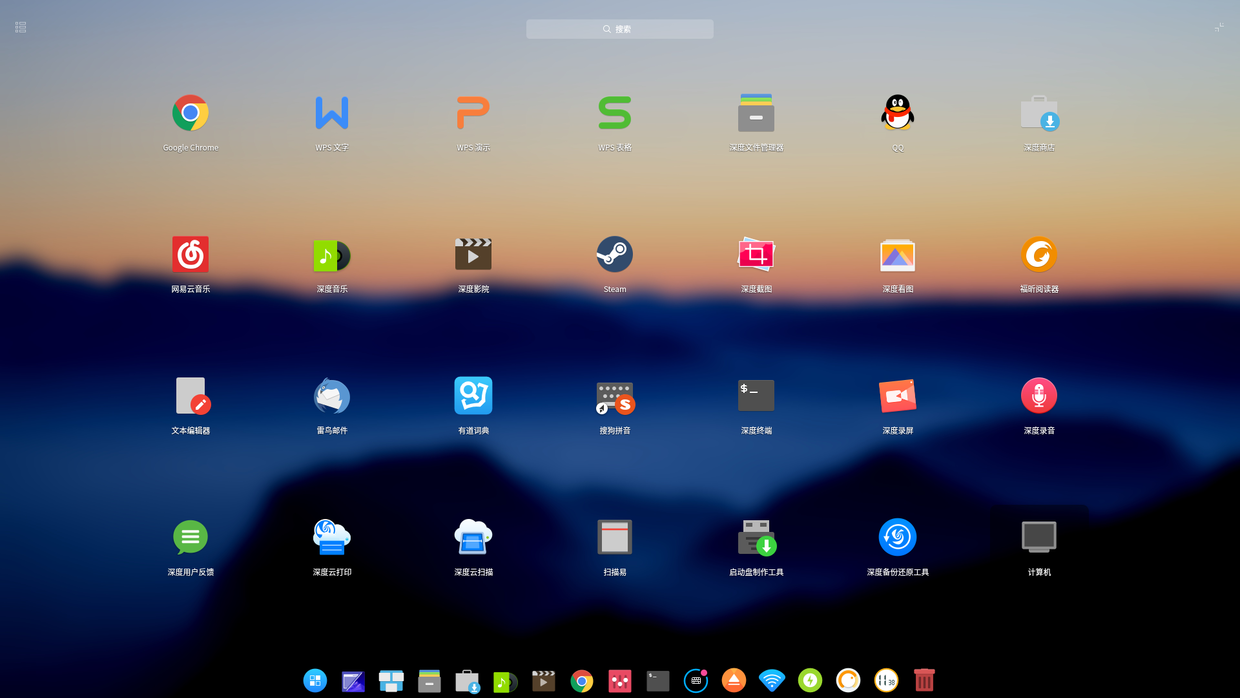 搜索
Google Chrome
WPS 文字
WPS 演示
WPS 表格
深度文件管理器
QQ
深度商店
网易云音乐
深度音乐
深度影院
Steam
深度截图
深度看图
福昕阅读器
文本编辑器
雷鸟邮件
有道词典
搜狗拼音
$_
深度终端
深度录屏
深度录音
深度用户反馈
深度云打印
深度云扫描
扫描易
启动盘制作工具
深度备份还原工具
计算机
11 38